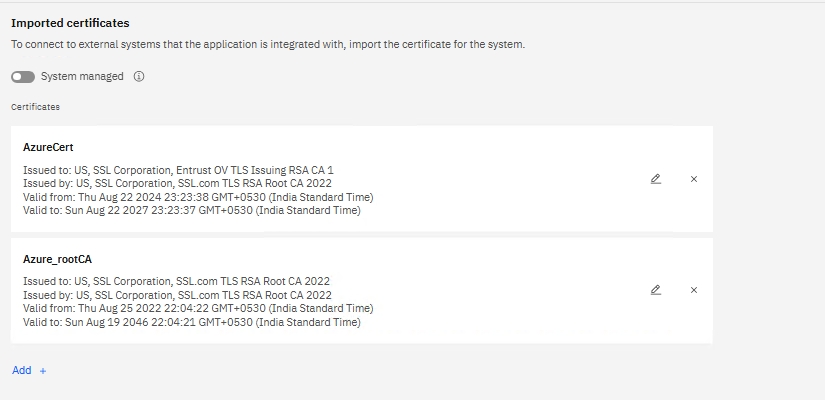 Imported certificates
To connect to external systems that the application is integrated with, import the certificate for the system.
System managed
Certificates
AzureCert
Issued to: US, SSL Corporation, Entrust OV TLS Issuing RSA CA 1
Issued by: US, SSL Corporation, SSL.com TLS RSA Root CA 2022
Valid from: Thu Aug 22 2024 23:23:38 GMT+0530 (India Standard Time)
Valid to: Sun Aug 22 2027 23:23:37 GMT+0530 (India Standard Time)
Azure_rootCA
Issued to: US, SSL Corporation, SSL.com TLS RSA Root CA 2022
Issued by: US, SSL Corporation, SSL.com TLS RSA Root CA 2022
Valid from: Thu Aug 25 2022 22:04:22 GMT+0530 (India Standard Time)
Valid to: Sun Aug 19 2046 22:04:21 GMT+0530 (India Standard Time)
Add +